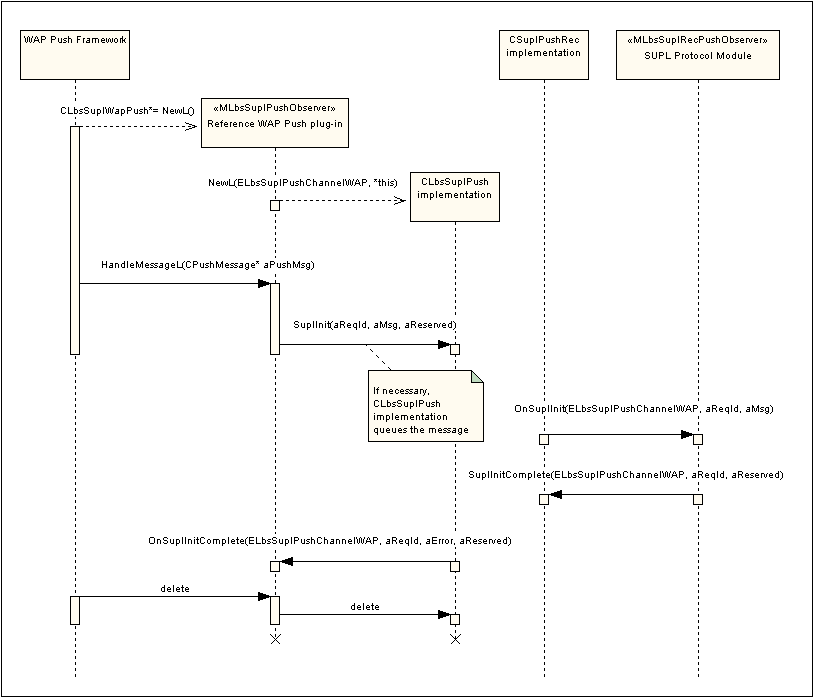 WAP Push Framework
CSuplPushRec
implementation
«MLbsSuplRecPushObserver»
SUPL Protocol Module
CLbsSuplWapPush*= NewL()
«MLbsSuplPushObserver»
Reference WAP Push plug-in
NewL(ELbsSuplPushChannelWAP, *this)
CLbsSuplPush
implementation
HandleMessageL(CPushMessage* aPushMsg)
SuplInit(aReqId, aMsg, aReserved)
If necessary,
CLbsSuplPush
implementation
queues the message
OnSuplInit(ELbsSuplPushChannelWAP, aReqId, aMsg)
SuplInitComplete(ELbsSuplPushChannelWAP, aReqId, aReserved)
OnSuplInitComplete(ELbsSuplPushChannelWAP, aReqId, aError, aReserved)
delete
delete